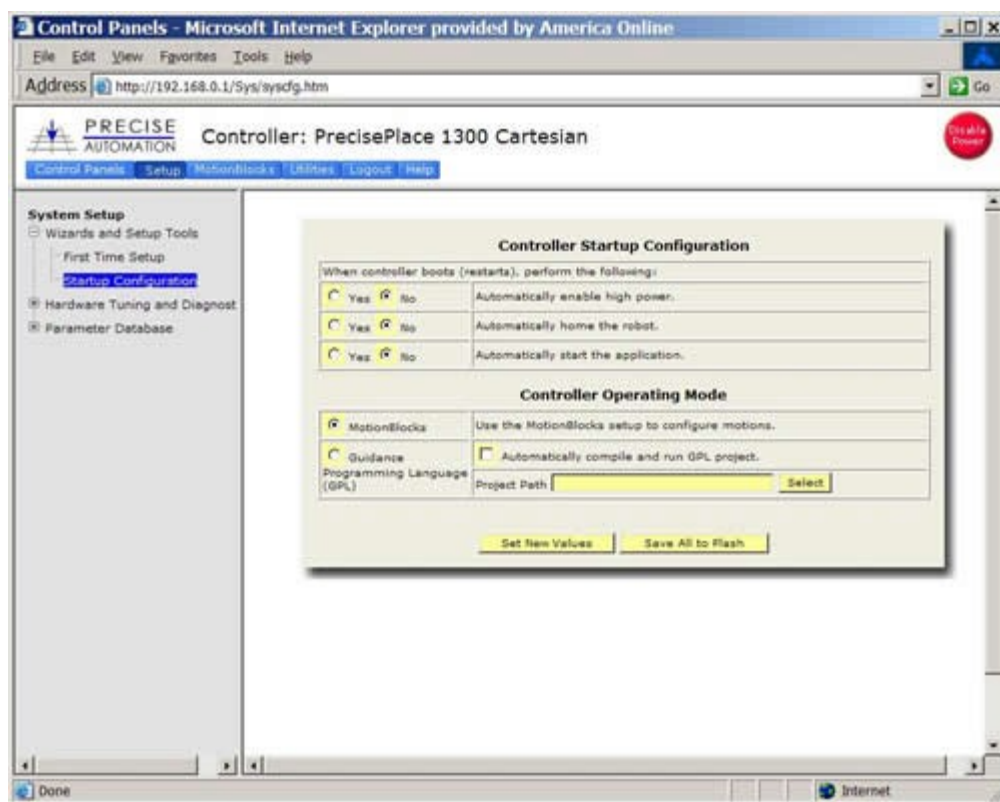 Control Panels - Microsoft Internet Explorer provided by America Online
File Edit View Favorites Tools Help
Address http://192.168.0.1/Sys/syscfg.htm Go
PRECISE
AUTOMATION
Controller: PrecisePlace 1300 Cartesian
Disable
Power
Control Panels Setup MotionBlocks Utilities Logout Help
System Setup
Wizards and Setup Tools
First Time Setup
Startup Configuration
Hardware Tuning and Diagnost
Parameter Database
Controller Startup Configuration
When controller boots (restarts), perform the following:
Yes No Automatically enable high power.
Yes No Automatically home the robot.
Yes No Automatically start the application.
Controller Operating Mode
MotionBlocks Use the MotionBlocks setup to configure motions.
Guidance
Programming Language
(GPL)
Automatically compile and run GPL project.
Project Path Select
Set New Values Save All to Flash
Done Internet